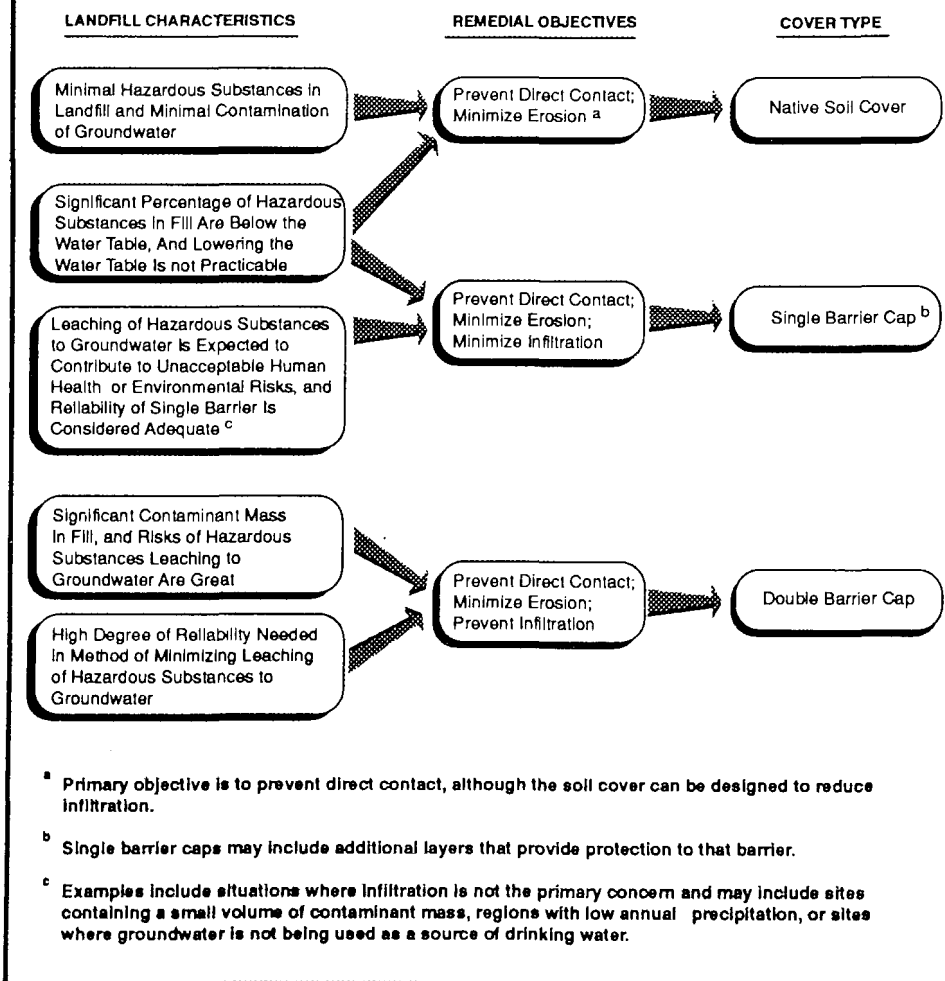 LANDFILL CHARACTERISTICS
REMEDIAL OBJECTIVES
COVER TYPE
Minimal Hazardous Substances in
Landfill and Minimal Contamination
of Groundwater
Prevent Direct Contact;
Minimize Erosion a
Native Soil Cover
Significant Percentage of Hazardous
Substances in Fill Are Below the
Water Table, And Lowering the
Water Table Is not Practicable
Leaching of Hazardous Substances
to Groundwater Is Expected to
Contribute to Unacceptable Human
Health or Environmental Risks, and
Reliability of Single Barrier Is
Considered Adequate c
Prevent Direct Contact;
Minimize Erosion;
Minimize Infiltration
Single Barrier Cap b
Significant Contaminant Mass
In Fill, and Risks of Hazardous
Substances Leaching to
Groundwater Are Great
High Degree of Reliability Needed
In Method of Minimizing Leaching
of Hazardous Substances to
Groundwater
Prevent Direct Contact;
Minimize Erosion;
Prevent Infiltration
Double Barrier Cap
a Primary objective is to prevent direct contact, although the soil cover can be designed to reduce
infiltration.
b Single barrier caps may include additional layers that provide protection to that barrier.
c Examples include situations where infiltration is not the primary concern and may include sites
containing a small volume of contaminant mass, regions with low annual precipitation, or sites
where groundwater is not being used as a source of drinking water.